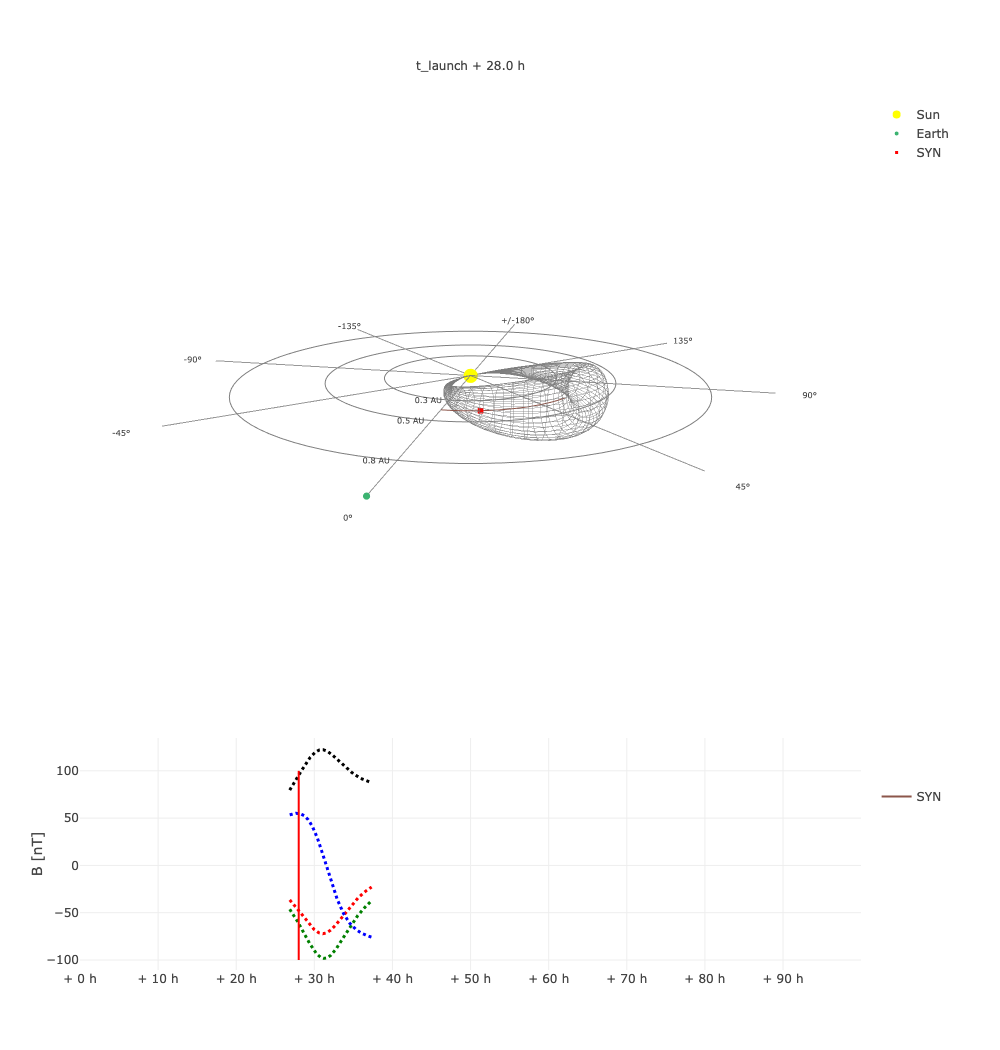 t_launch + 28.0 h
Sun
Earth
SYN
+/-180°
-135°
135°
-90°
90°
0.3 AU
0.5 AU
-45°
0.8 AU
45°
0°
B [nT]
100
50
0
−50
−100
+ 0 h
+ 10 h
+ 20 h
+ 30 h
+ 40 h
+ 50 h
+ 60 h
+ 70 h
+ 80 h
+ 90 h
SYN